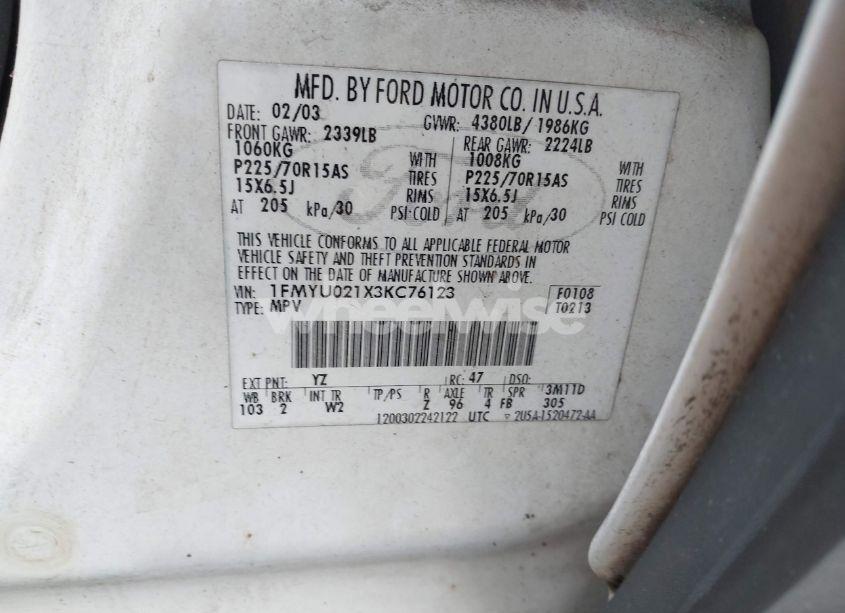 MFD. BY FORD MOTOR CO. IN U.S.A.
DATE: 02/03 GVWR: 4380LB/ 1986KG
FRONT GAWR: 2339LB REAR GAWR: 2224LB
1060KG WITH 1008KG WITH
P225/70R15AS TIRES P225/70R15AS TIRES
15X6.5J RIMS 15X6.5J RIMS
AT 205 kPa/30 PSI COLD AT 205 kPa/30 PSI COLD
THIS VEHICLE CONFORMS TO ALL APPLICABLE FEDERAL MOTOR
VEHICLE SAFETY AND THEFT PREVENTION STANDARDS IN
EFFECT ON THE DATE OF MANUFACTURE SHOWN ABOVE.
VIN: 1FMYU021X3KC76123 F0108
TYPE: MPV T0213
wheelwise
EXT PNT: YZ RC: 47 DSO:
WB BRK INT TR TP/PS R AXLE TR SPR 3M11D
103 2 W2 Z 96 4 FB 305
1200302242122 UTC ▽ 2U5A-1520472-AA
Ford